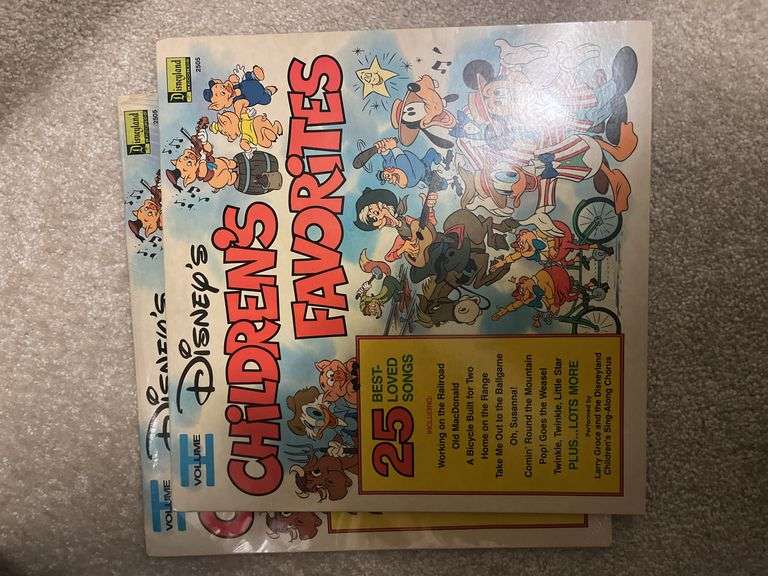 Disneyland
2505
VOLUME I
DISNEY'S
CHILDREN'S
FAVORITES
25 BEST-
LOVED
SONGS
INCLUDING:
Working on the Railroad
Old MacDonald
A Bicycle Built for Two
Home on the Range
Take Me Out to the Ballgame
Oh, Susanna!
Comin' Round the Mountain
Pop! Goes the Weasel
Twinkle, Twinkle, Little Star
PLUS...LOTS MORE
Performed by
Larry Groce and the Disneyland
Children's Sing-Along Chorus
Disneyland
2505
VOLUME
DISNEY'S